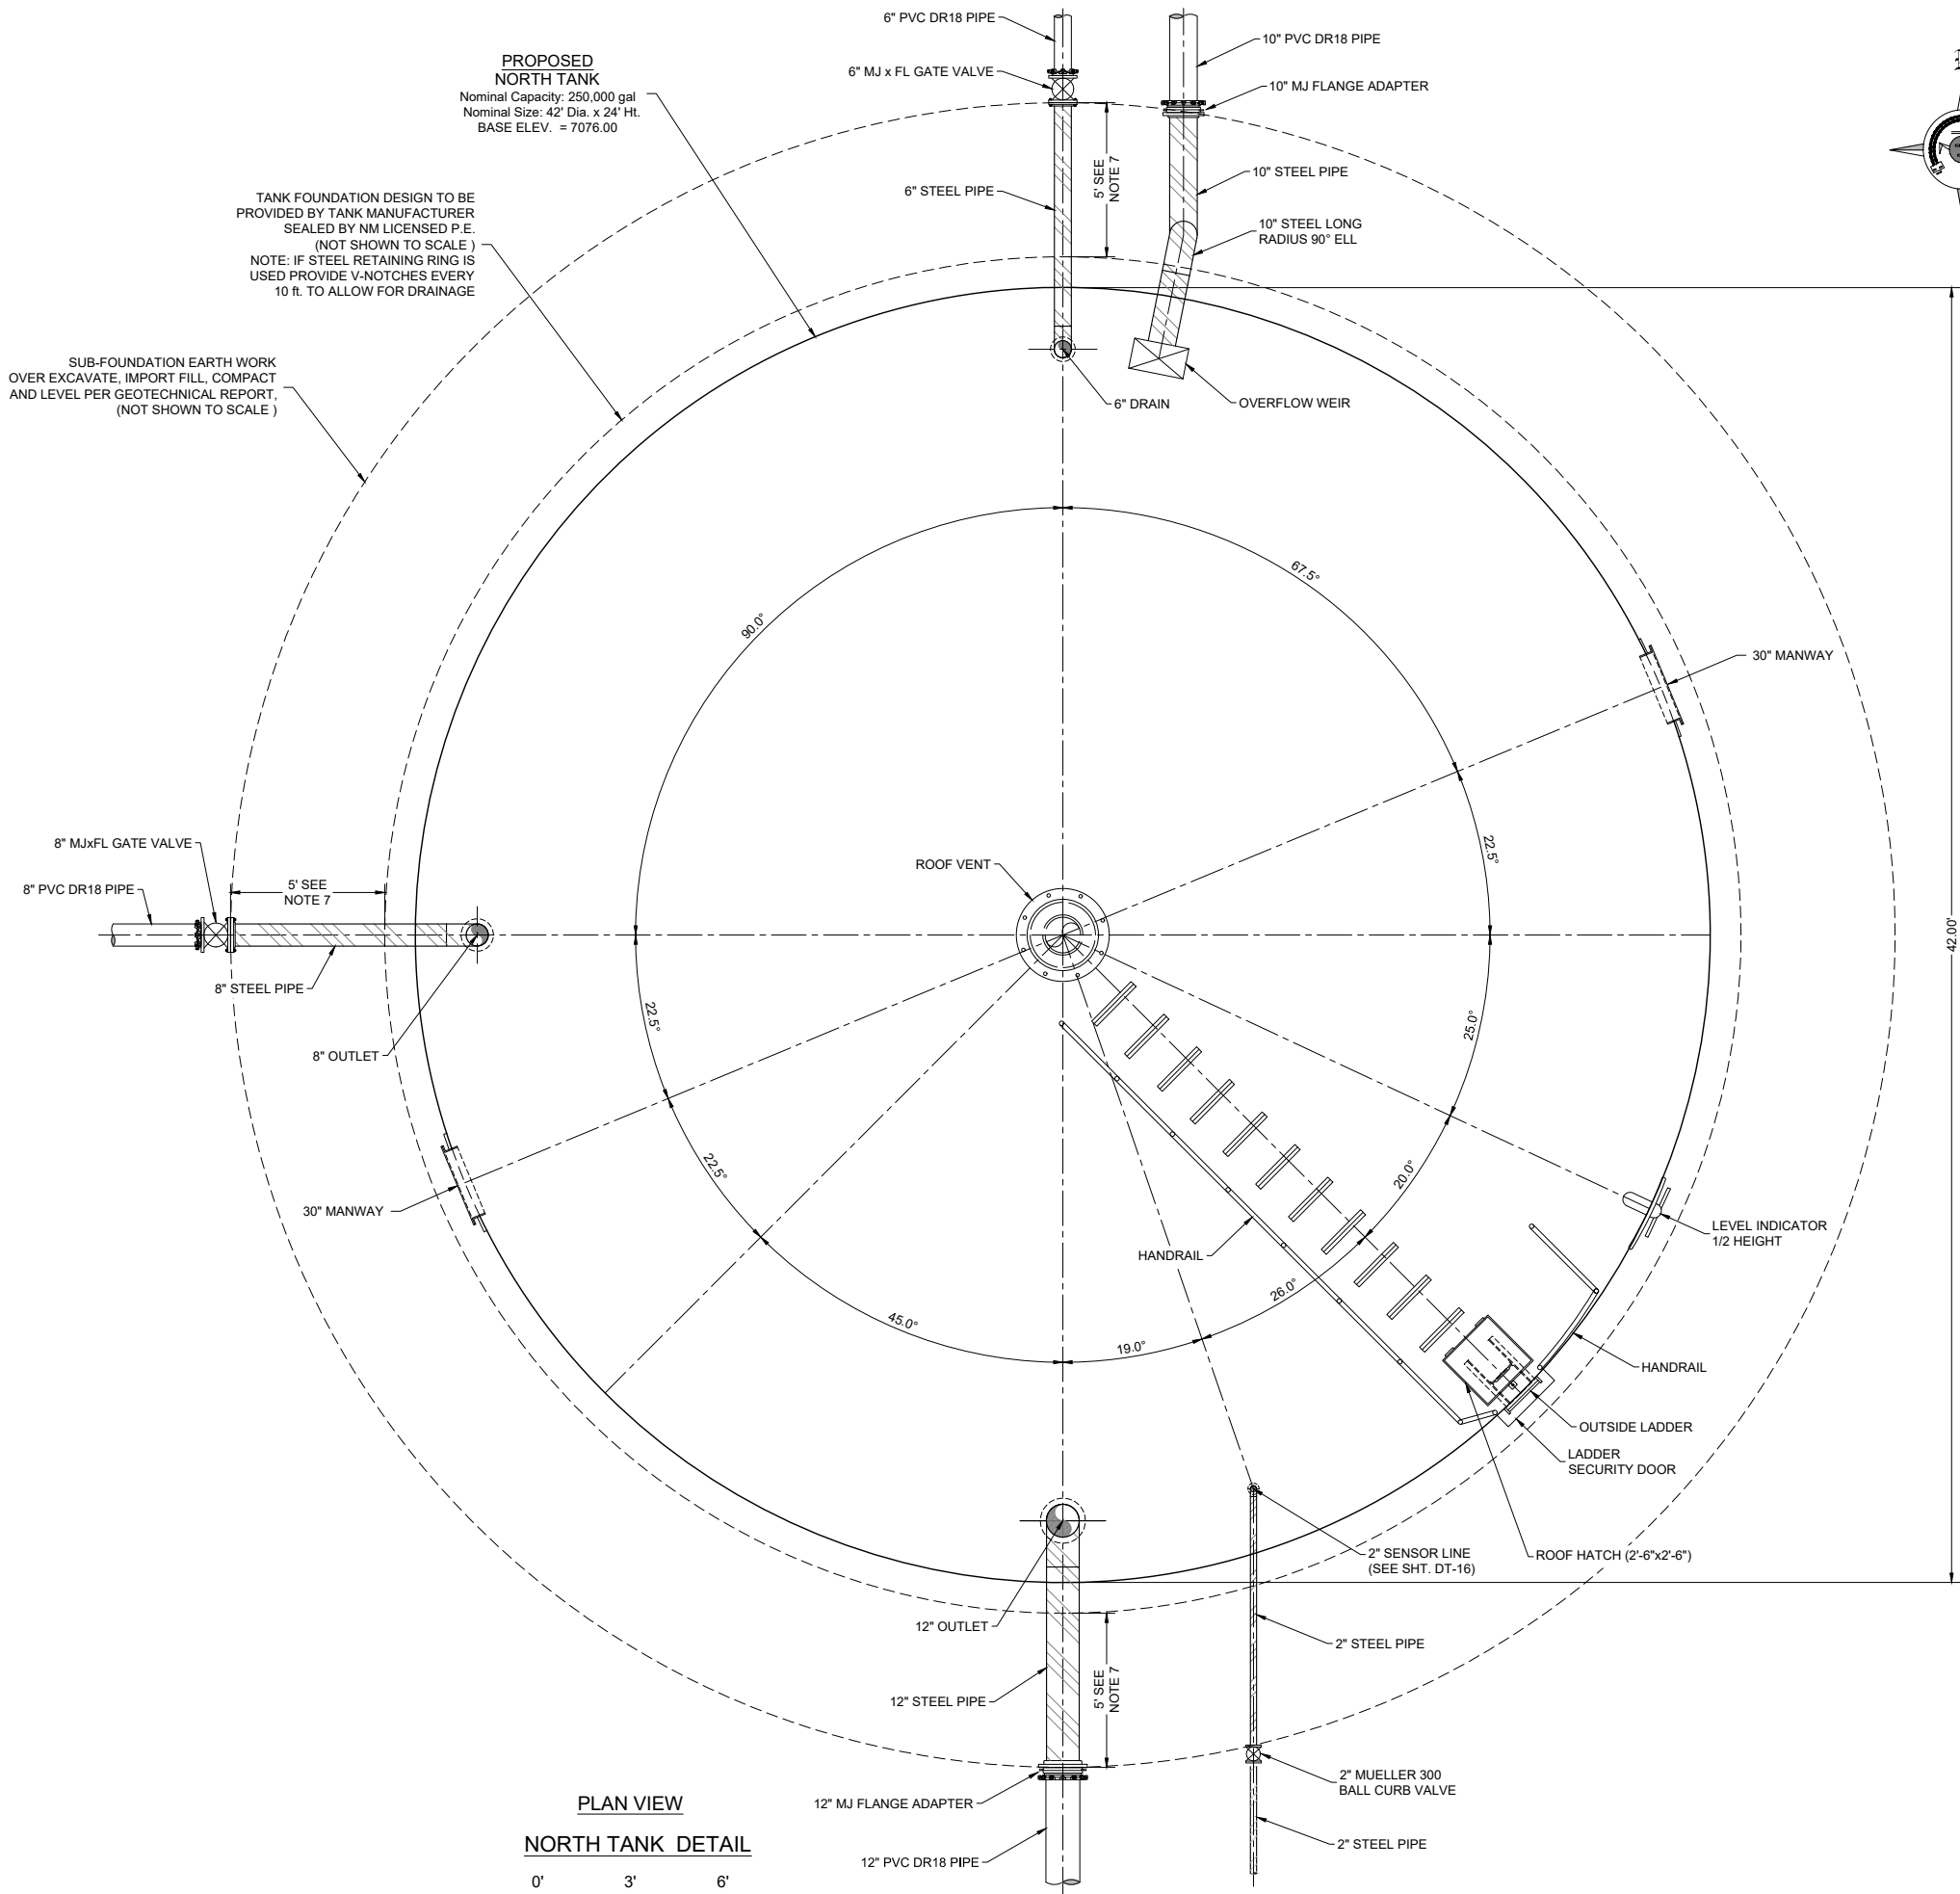 6" PVC DR18 PIPE
10" PVC DR18 PIPE
PROPOSED
NORTH TANK
Nominal Capacity: 250,000 gal
Nominal Size: 42' Dia. x 24' Ht.
BASE ELEV. = 7076.00
6" MJ x FL GATE VALVE
10" MJ FLANGE ADAPTER
TANK FOUNDATION DESIGN TO BE
PROVIDED BY TANK MANUFACTURER
SEALED BY NM LICENSED P.E.
(NOT SHOWN TO SCALE )
NOTE: IF STEEL RETAINING RING IS
USED PROVIDE V-NOTCHES EVERY
10 ft. TO ALLOW FOR DRAINAGE
6" STEEL PIPE
5' SEE
NOTE 7
10" STEEL PIPE
10" STEEL LONG
RADIUS 90° ELL
SUB-FOUNDATION EARTH WORK
OVER EXCAVATE, IMPORT FILL, COMPACT
AND LEVEL PER GEOTECHNICAL REPORT,
(NOT SHOWN TO SCALE )
6" DRAIN
OVERFLOW WEIR
67.5°
90.0°
30" MANWAY
8" MJxFL GATE VALVE
ROOF VENT
22.5°
8" PVC DR18 PIPE
5' SEE
NOTE 7
42.00'
8" STEEL PIPE
22.5°
25.0°
8" OUTLET
22.5°
20.0°
30" MANWAY
LEVEL INDICATOR
1/2 HEIGHT
HANDRAIL
26.0°
45.0°
19.0°
HANDRAIL
OUTSIDE LADDER
LADDER
SECURITY DOOR
2" SENSOR LINE
(SEE SHT. DT-16)
ROOF HATCH (2'-6"x2'-6")
12" OUTLET
2" STEEL PIPE
12" STEEL PIPE
5' SEE
NOTE 7
2" MUELLER 300
BALL CURB VALVE
12" MJ FLANGE ADAPTER
PLAN VIEW
NORTH TANK DETAIL
2" STEEL PIPE
12" PVC DR18 PIPE
0' 3' 6'